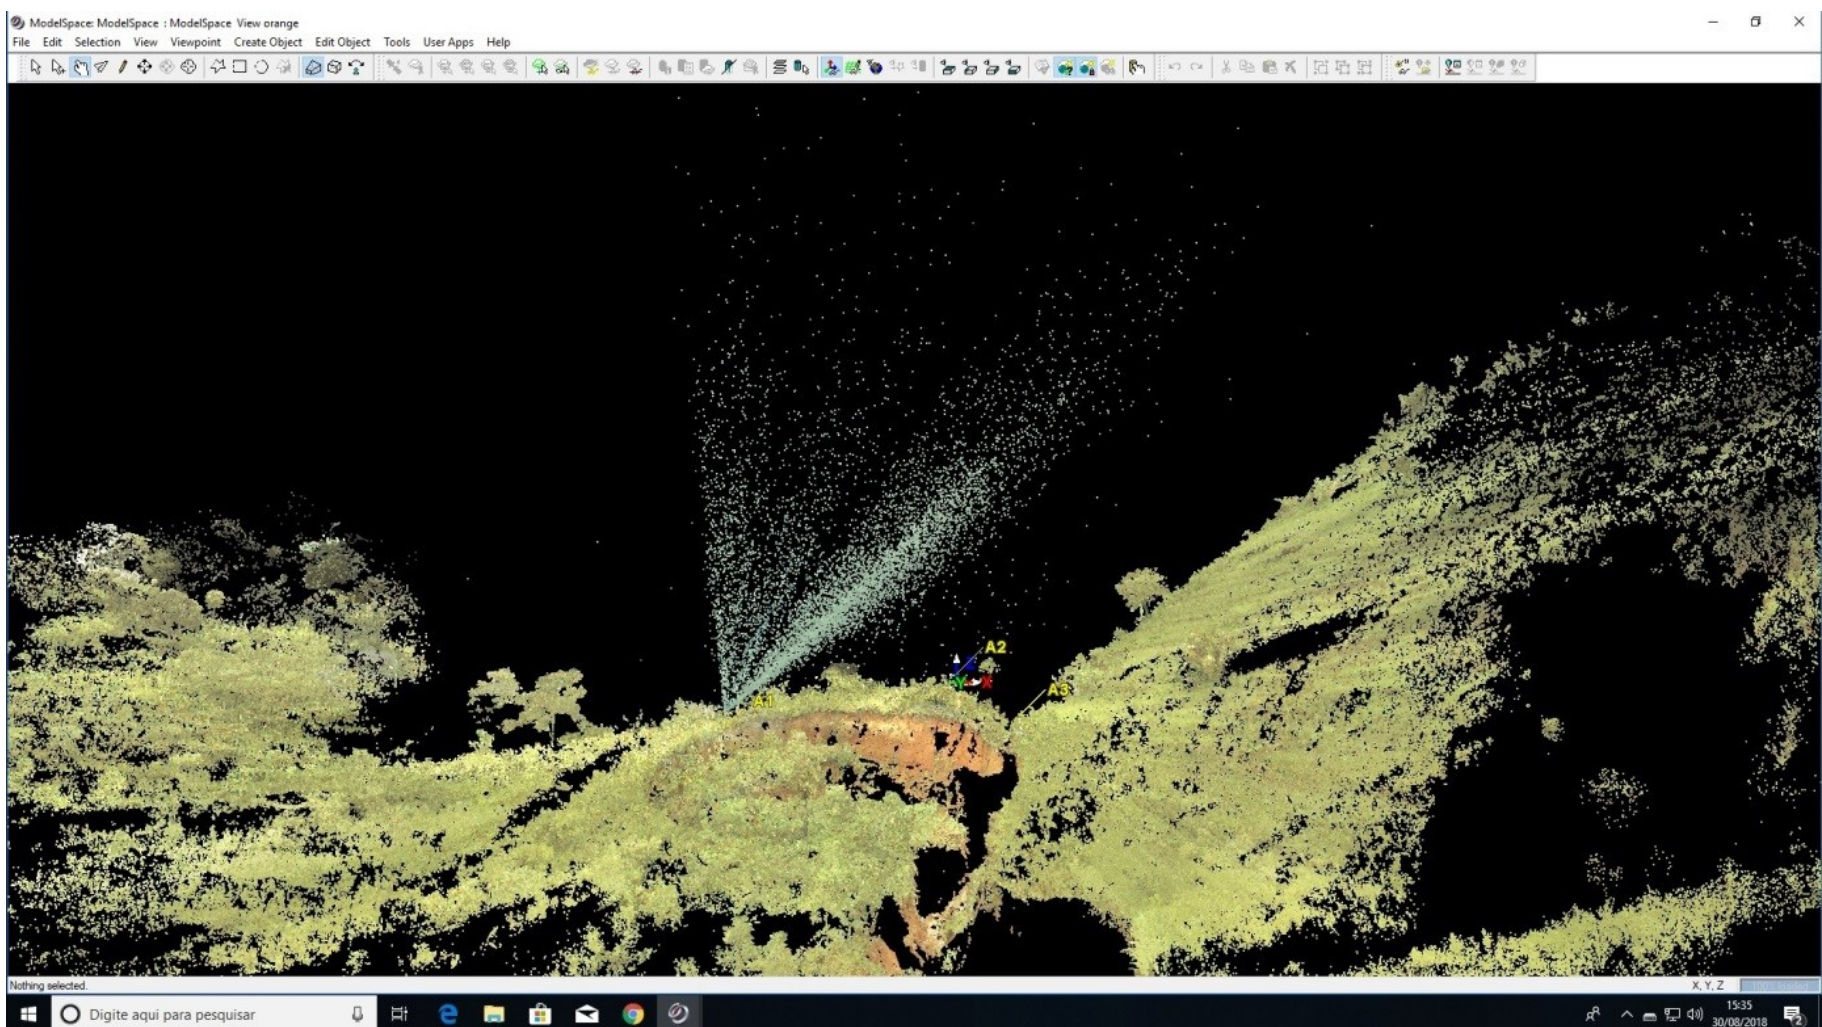 ModelSpace: ModelSpace : ModelSpace View orange
File Edit Selection View Viewpoint Create Object Edit Object Tools User Apps Help
A2
Y X
A3
A1
Nothing selected.
X, Y, Z
Digite aqui para pesquisar
15:35
30/08/2018
2